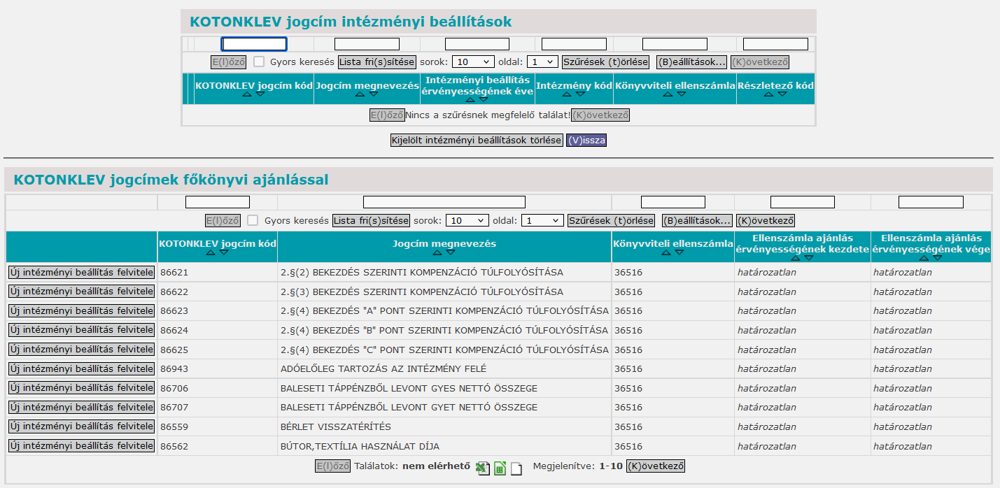 KOTONKLEV jogcím intézményi beállítások
E(l)őző Gyors keresés Lista fri(s)sítése sorok: 10 oldal: 1 Szűrések (t)örlése (B)eállítások... (K)övetkező
KOTONKLEV jogcím kód Jogcím megnevezés Intézményi beállítás érvényességének éve Intézmény kód Könyvviteli ellenszámla Részletező kód
E(l)őző Nincs a szűrésnek megfelelő találat! (K)övetkező
Kijelölt intézményi beállítások törlése (V)issza
KOTONKLEV jogcímek főkönyvi ajánlással
E(l)őző Gyors keresés Lista fri(s)sítése sorok: 10 oldal: 1 Szűrések (t)örlése (B)eállítások... (K)övetkező
KOTONKLEV jogcím kód Jogcím megnevezés Könyvviteli ellenszámla Ellenszámla ajánlás érvényességének kezdete Ellenszámla ajánlás érvényességének vége
Új intézményi beállítás felvitele 86621 2.§(2) BEKEZDÉS SZERINTI KOMPENZÁCIÓ TÚLFOLYÓSÍTÁSA 36516 határozatlan határozatlan
Új intézményi beállítás felvitele 86622 2.§(3) BEKEZDÉS SZERINTI KOMPENZÁCIÓ TÚLFOLYÓSÍTÁSA 36516 határozatlan határozatlan
Új intézményi beállítás felvitele 86623 2.§(4) BEKEZDÉS "A" PONT SZERINTI KOMPENZÁCIÓ TÚLFOLYÓSÍTÁSA 36516 határozatlan határozatlan
Új intézményi beállítás felvitele 86624 2.§(4) BEKEZDÉS "B" PONT SZERINTI KOMPENZÁCIÓ TÚLFOLYÓSÍTÁSA 36516 határozatlan határozatlan
Új intézményi beállítás felvitele 86625 2.§(4) BEKEZDÉS "C" PONT SZERINTI KOMPENZÁCIÓ TÚLFOLYÓSÍTÁSA 36516 határozatlan határozatlan
Új intézményi beállítás felvitele 86943 ADÓELŐLEG TARTOZÁS AZ INTÉZMÉNY FELÉ 36516 határozatlan határozatlan
Új intézményi beállítás felvitele 86706 BALESETI TÁPPÉNZBŐL LEVONT GYES NETTÓ ÖSSZEGE 36516 határozatlan határozatlan
Új intézményi beállítás felvitele 86707 BALESETI TÁPPÉNZBŐL LEVONT GYET NETTÓ ÖSSZEGE 36516 határozatlan határozatlan
Új intézményi beállítás felvitele 86559 BÉRLET VISSZATÉRÍTÉS 36516 határozatlan határozatlan
Új intézményi beállítás felvitele 86562 BÚTOR,TEXTÍLIA HASZNÁLAT DÍJA 36516 határozatlan határozatlan
E(l)őző Találatok: nem elérhető Megjelenítve: 1-10 (K)övetkező